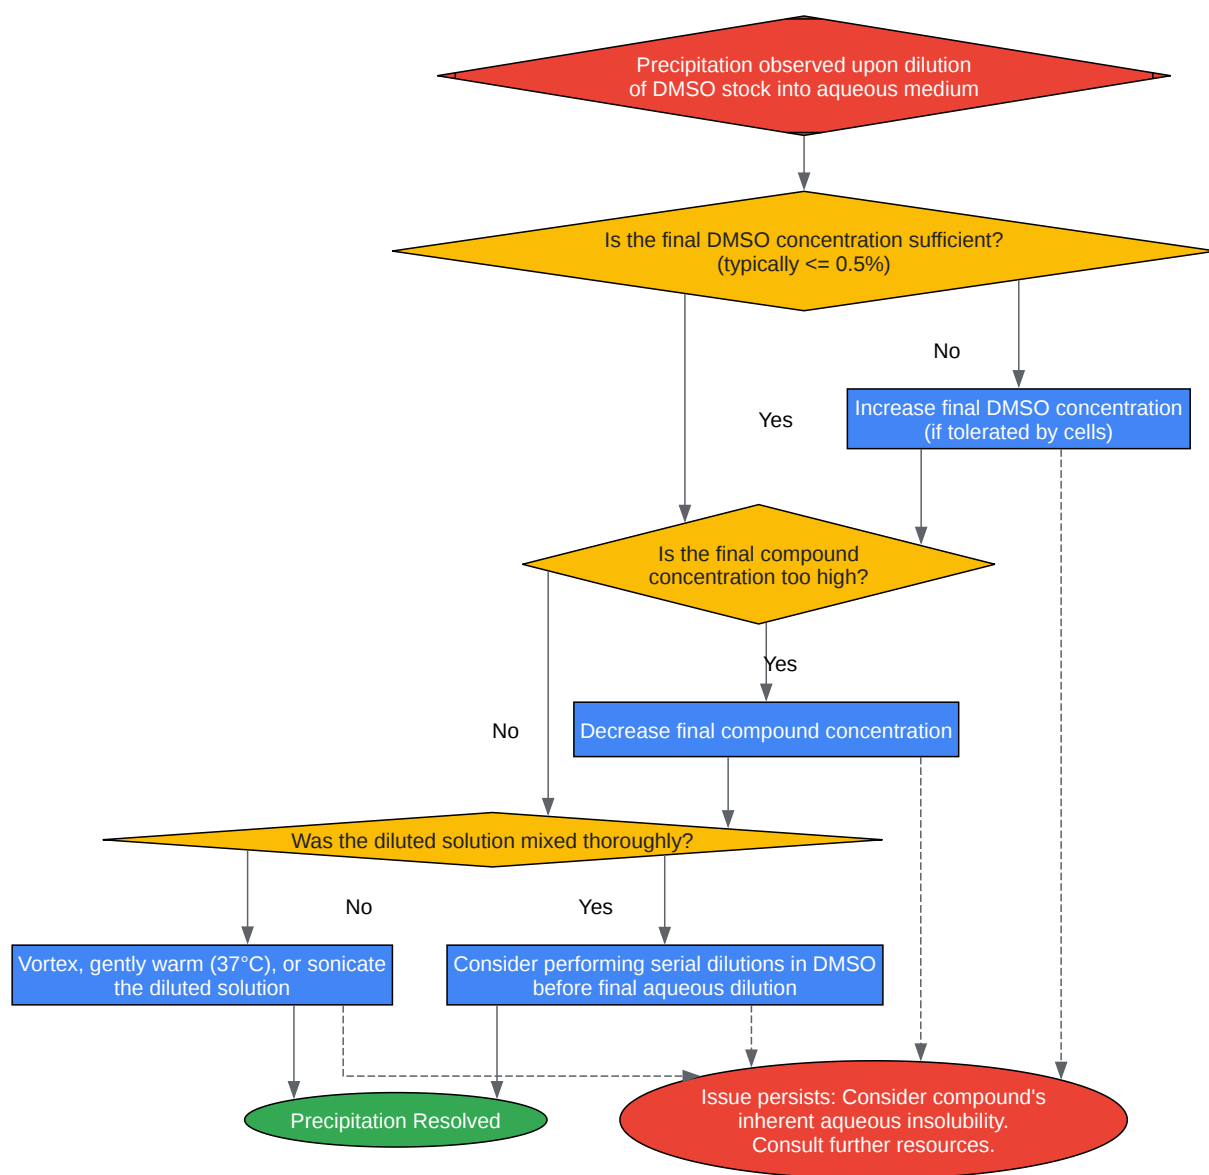 Precipitation observed upon dilution
of DMSO stock into aqueous medium
Is the final DMSO concentration sufficient?
(typically <= 0.5%)
No
Yes
Increase final DMSO concentration
(if tolerated by cells)
Is the final compound
concentration too high?
Yes
No
Decrease final compound concentration
Was the diluted solution mixed thoroughly?
No
Yes
Vortex, gently warm (37°C), or sonicate
the diluted solution
Consider performing serial dilutions in DMSO
before final aqueous dilution
Precipitation Resolved
Issue persists: Consider compound's
inherent aqueous insolubility.
Consult further resources.